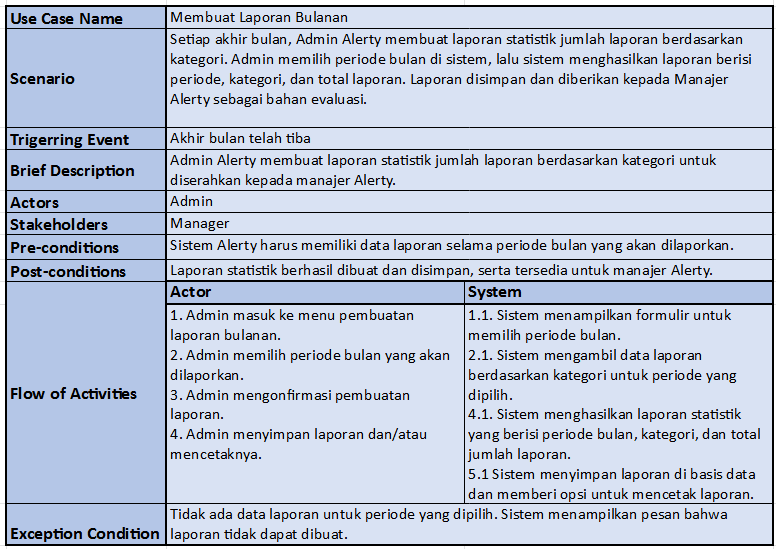 Use Case Name
Membuat Laporan Bulanan
Scenario
Setiap akhir bulan, Admin Alerty membuat laporan statistik jumlah laporan berdasarkan
kategori. Admin memilih periode bulan di sistem, lalu sistem menghasilkan laporan berisi
periode, kategori, dan total laporan. Laporan disimpan dan diberikan kepada Manajer
Alerty sebagai bahan evaluasi.
Trigerring Event
Akhir bulan telah tiba
Brief Description
Admin Alerty membuat laporan statistik jumlah laporan berdasarkan kategori untuk
diserahkan kepada manajer Alerty.
Actors
Admin
Stakeholders
Manager
Pre-conditions
Sistem Alerty harus memiliki data laporan selama periode bulan yang akan dilaporkan.
Post-conditions
Laporan statistik berhasil dibuat dan disimpan, serta tersedia untuk manajer Alerty.
Flow of Activities
Actor
1. Admin masuk ke menu pembuatan
laporan bulanan.
2. Admin memilih periode bulan yang akan
dilaporkan.
3. Admin mengonfirmasi pembuatan
laporan.
4. Admin menyimpan laporan dan/atau
mencetaknya.
System
1.1. Sistem menampilkan formulir untuk
memilih periode bulan.
2.1. Sistem mengambil data laporan
berdasarkan kategori untuk periode yang
dipilih.
4.1. Sistem menghasilkan laporan statistik
yang berisi periode bulan, kategori, dan total
jumlah laporan.
5.1 Sistem menyimpan laporan di basis data
dan memberi opsi untuk mencetak laporan.
Exception Condition
Tidak ada data laporan untuk periode yang dipilih. Sistem menampilkan pesan bahwa
laporan tidak dapat dibuat.